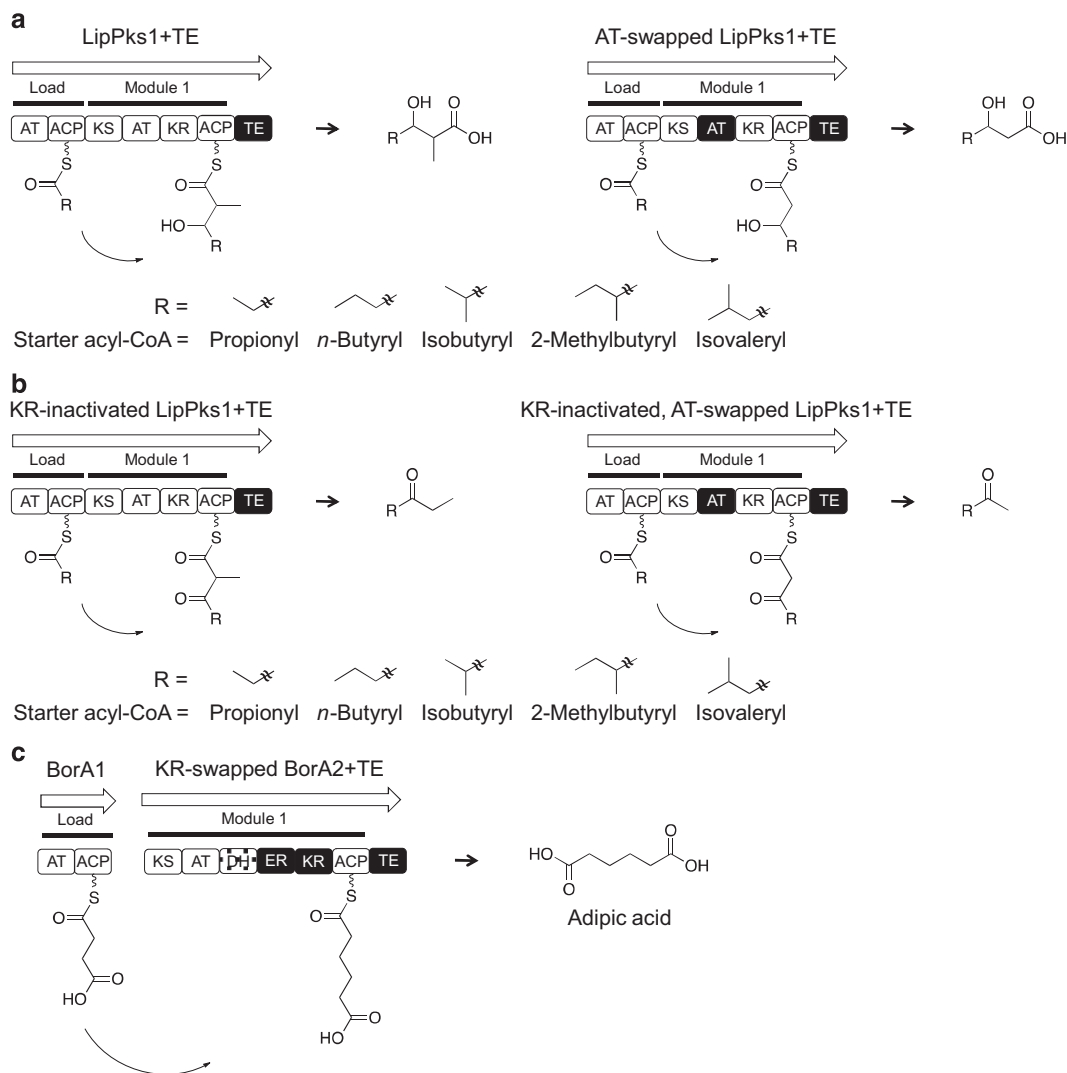 a
LipPks1+TE
AT-swapped LipPks1+TE
Load Module 1
Load Module 1
AT ACP KS AT KR ACP TE
AT ACP KS AT KR ACP TE
OH O
R OH
OH O
R OH
S S
S S
O R
O HO R
O R
O HO R
R =
Starter acyl-CoA = Propionyl n-Butyryl Isobutyryl 2-Methylbutyryl Isovaleryl
b
KR-inactivated LipPks1+TE
KR-inactivated, AT-swapped LipPks1+TE
Load Module 1
Load Module 1
AT ACP KS AT KR ACP TE
AT ACP KS AT KR ACP TE
O
R
O
R
S S
S S
O R
O O R
O R
O O R
R =
Starter acyl-CoA = Propionyl n-Butyryl Isobutyryl 2-Methylbutyryl Isovaleryl
c
BorA1
KR-swapped BorA2+TE
Load
Module 1
AT ACP
KS AT DH ER KR ACP TE
HO O O OH
Adipic acid
S
O
O
HO
S
O
O
HO